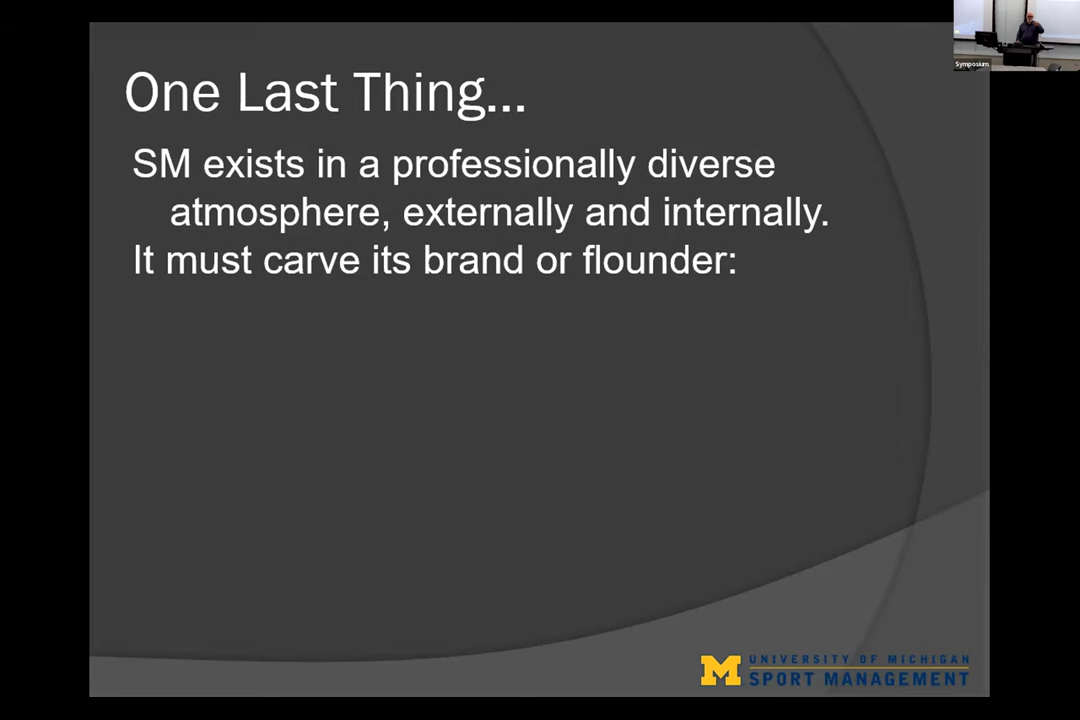 Symposium
One Last Thing...
SM exists in a professionally diverse
atmosphere, externally and internally.
It must carve its brand or flounder:
M
UNIVERSITY OF MICHIGAN
SPORT MANAGEMENT